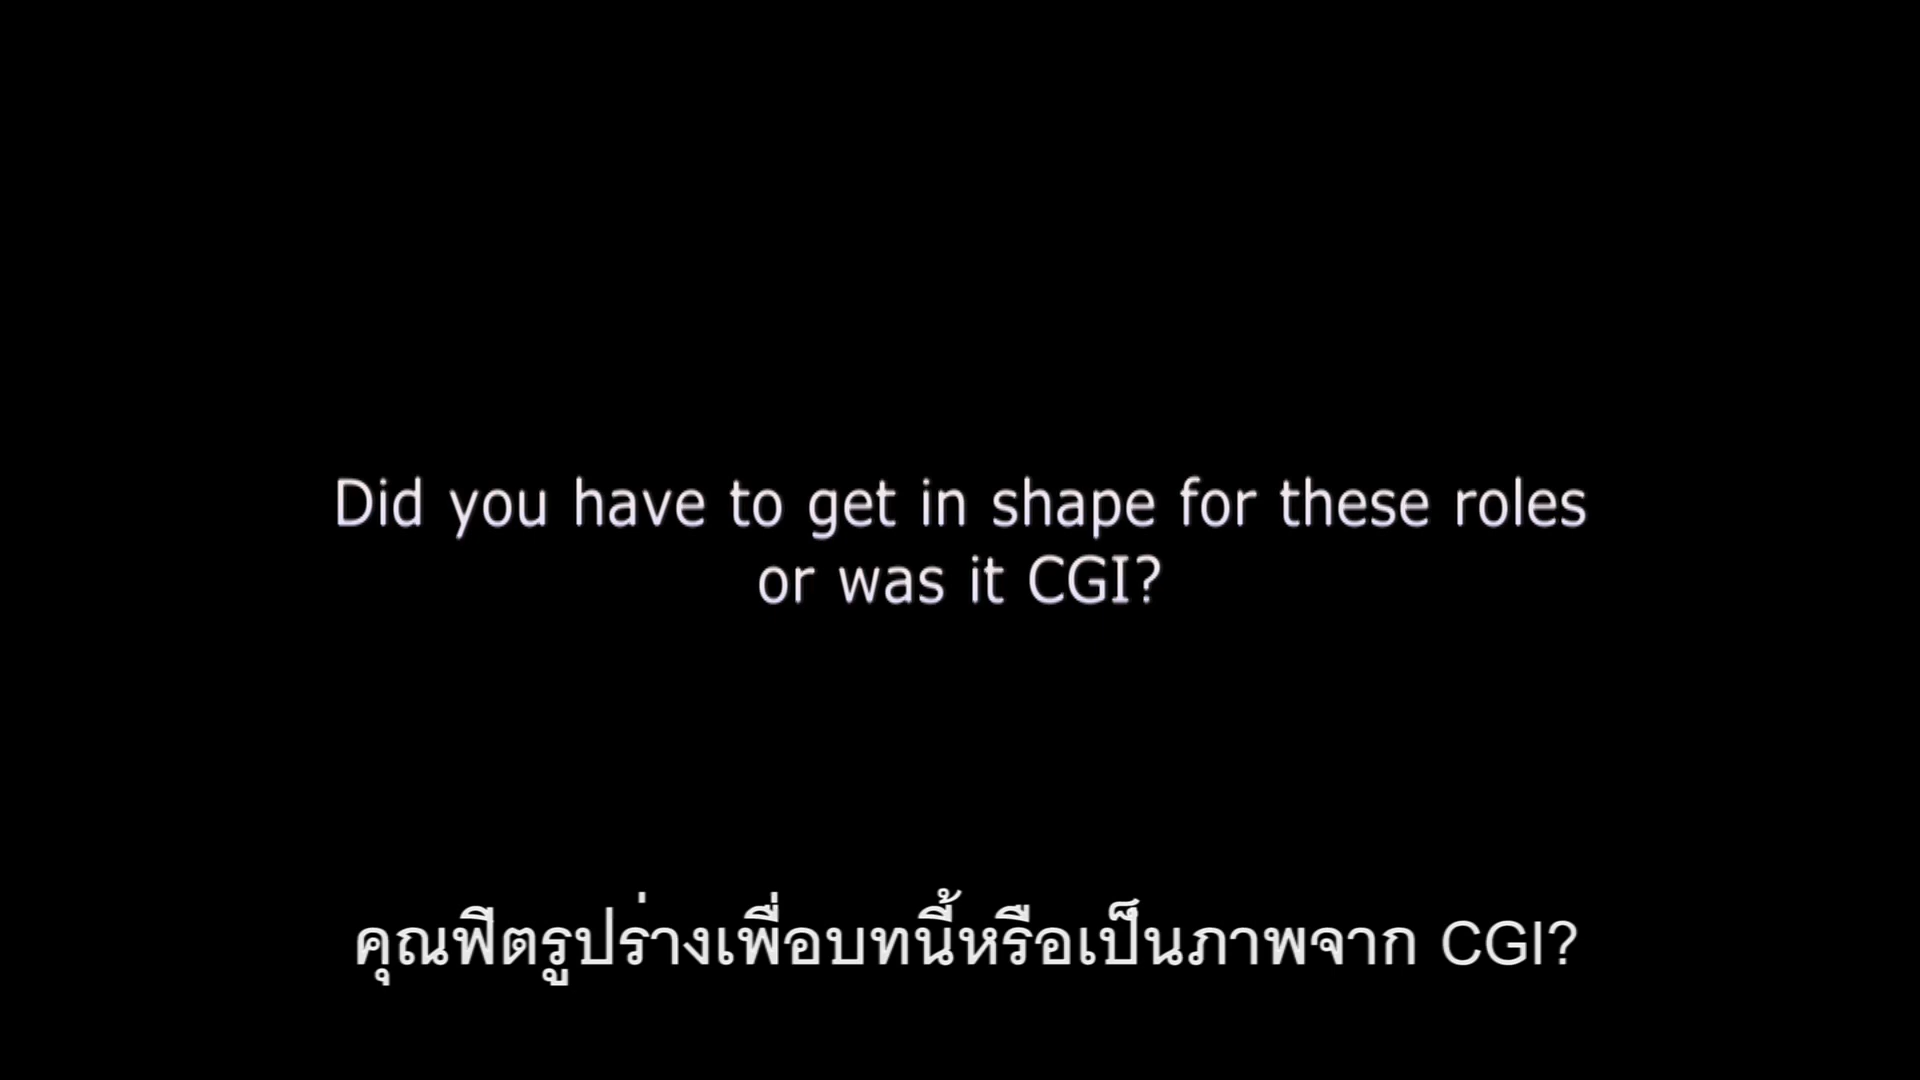 Did you have to get in shape for these roles
or was it CGI?
คุณฟิตรูปร่างเพื่อบทนี้หรือเป็นภาพจาก CGI?